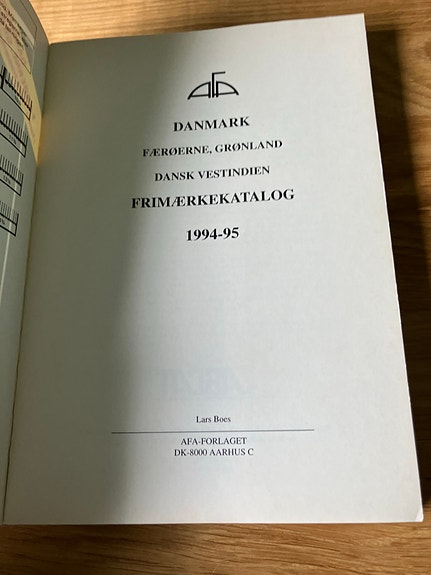 AFA
DANMARK
FÆRØERNE, GRØNLAND
DANSK VESTINDIEN
FRIMÆRKEKATALOG
1994-95
Lars Boes
AFA-FORLAGET
DK-8000 AARHUS C